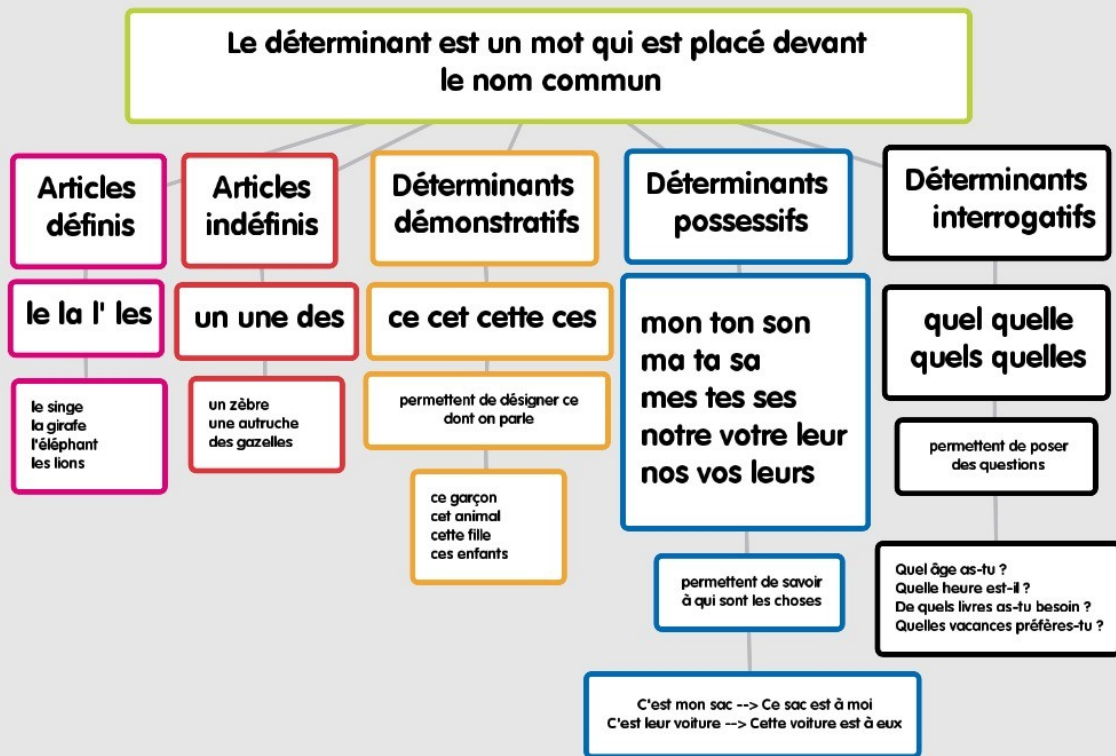 Le déterminant est un mot qui est placé devant
le nom commun
Articles
définis
le la l' les
le singe
la girafe
l'éléphant
les lions
Articles
indéfinis
un une des
un zèbre
une autruche
des gazelles
Déterminants
démonstratifs
ce cet cette ces
permettent de désigner ce
dont on parle
ce garçon
cet animal
cette fille
ces enfants
Déterminants
possessifs
mon ton son
ma ta sa
mes tes ses
notre votre leur
nos vos leurs
permettent de savoir
à qui sont les choses
C'est mon sac --> Ce sac est à moi
C'est leur voiture --> Cette voiture est à eux
Déterminants
interrogatifs
quel quelle
quels quelles
permettent de poser
des questions
Quel âge as-tu ?
Quelle heure est-il ?
De quels livres as-tu besoin ?
Quelles vacances préfères-tu ?